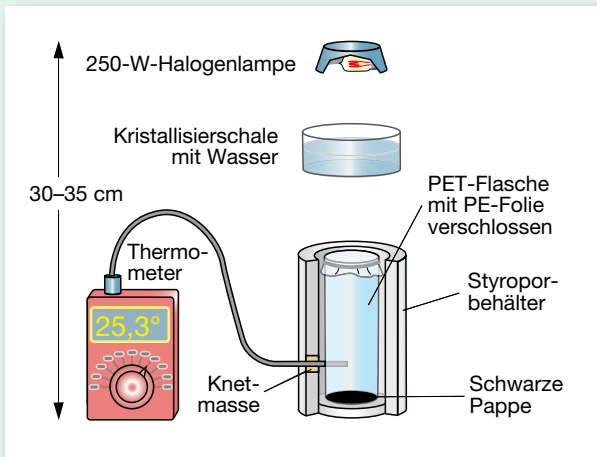 250-W-Halogenlampe
Kristallisierschale
mit Wasser
30–35 cm
PET-Flasche
mit PE-Folie
verschlossen
Thermo-
meter
Styropor-
behälter
25,3°
Knet-
masse
Schwarze
Pappe